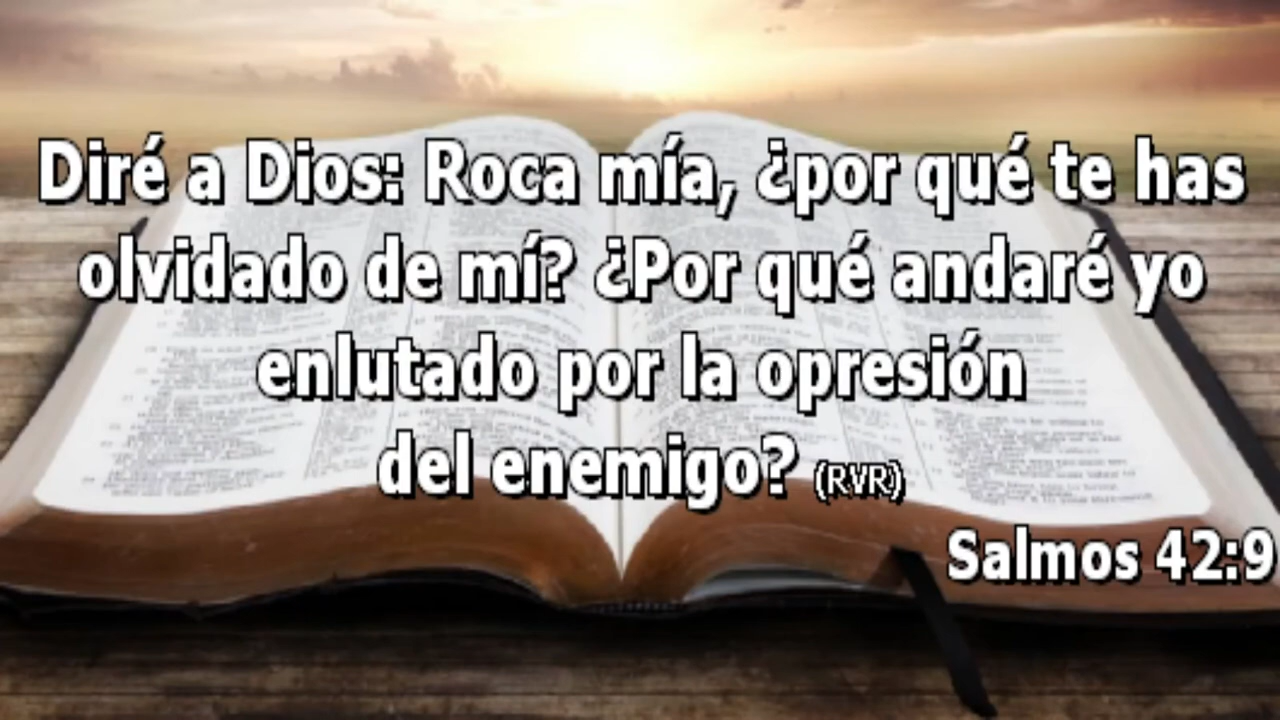 Diré a Dios: Roca mía, ¿por qué te has
olvidado de mí? ¿Por qué andaré yo
enlutado por la opresión
del enemigo? (RVR)
Salmos 42:9